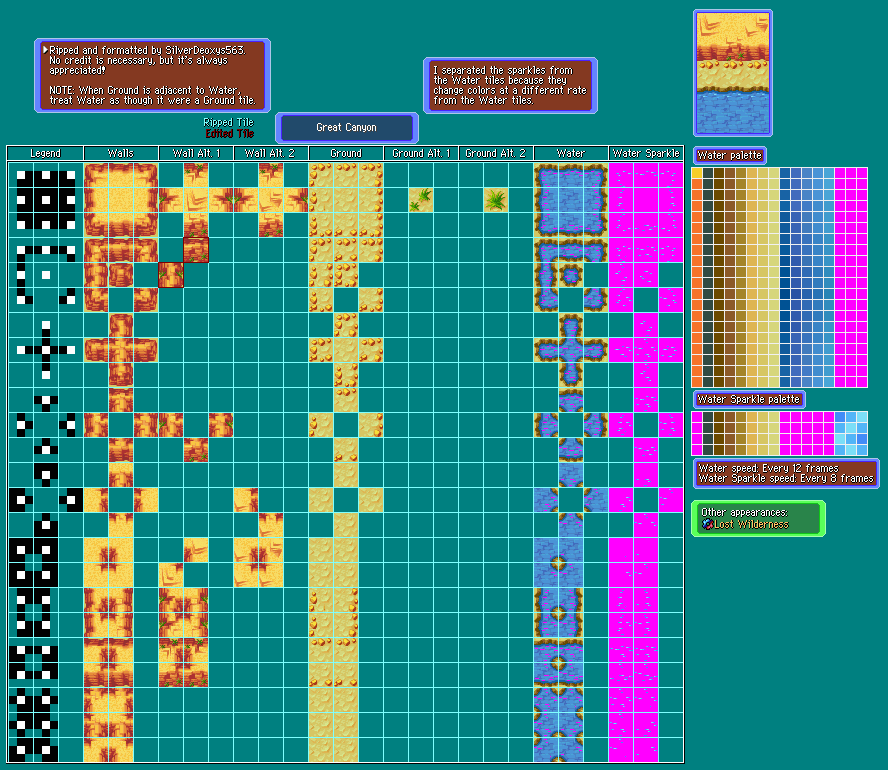 Ripped and formatted by SilverDeoxys563.
No credit is necessary, but it's always
appreciated!
NOTE: When Ground is adjacent to Water,
treat Water as though it were a Ground tile.
I separated the sparkles from
the Water tiles because they
change colors at a different rate
from the Water tiles.
Ripped Tile
Edited Tile
Great Canyon
Legend
Walls
Wall Alt. 1
Wall Alt. 2
Ground
Ground Alt. 1
Ground Alt. 2
Water
Water Sparkle
Water palette
Water Sparkle palette
Water speed: Every 12 frames
Water Sparkle speed: Every 8 frames
Other appearances:
Lost Wilderness